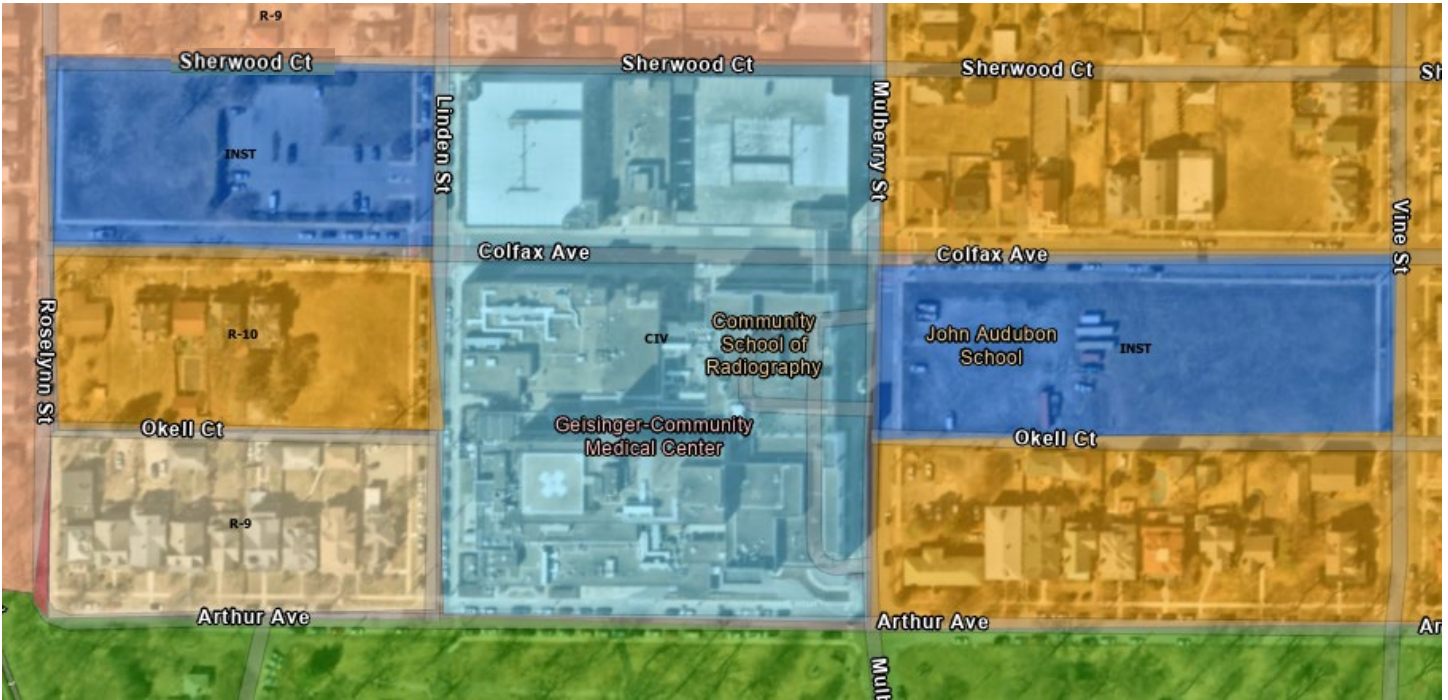 R-9
Sherwood Ct
Sherwood Ct
Sherwood Ct
Sh
Linden St
Mulberry St
INST
Vine St
Colfax Ave
Colfax Ave
Roselynn St
R-10
CIV
Community
School of
Radiography
John Audubon
School
INST
Okell Ct
Geisinger-Community
Medical Center
Okell Ct
R-9
Arthur Ave
Arthur Ave
Ar
Mulb